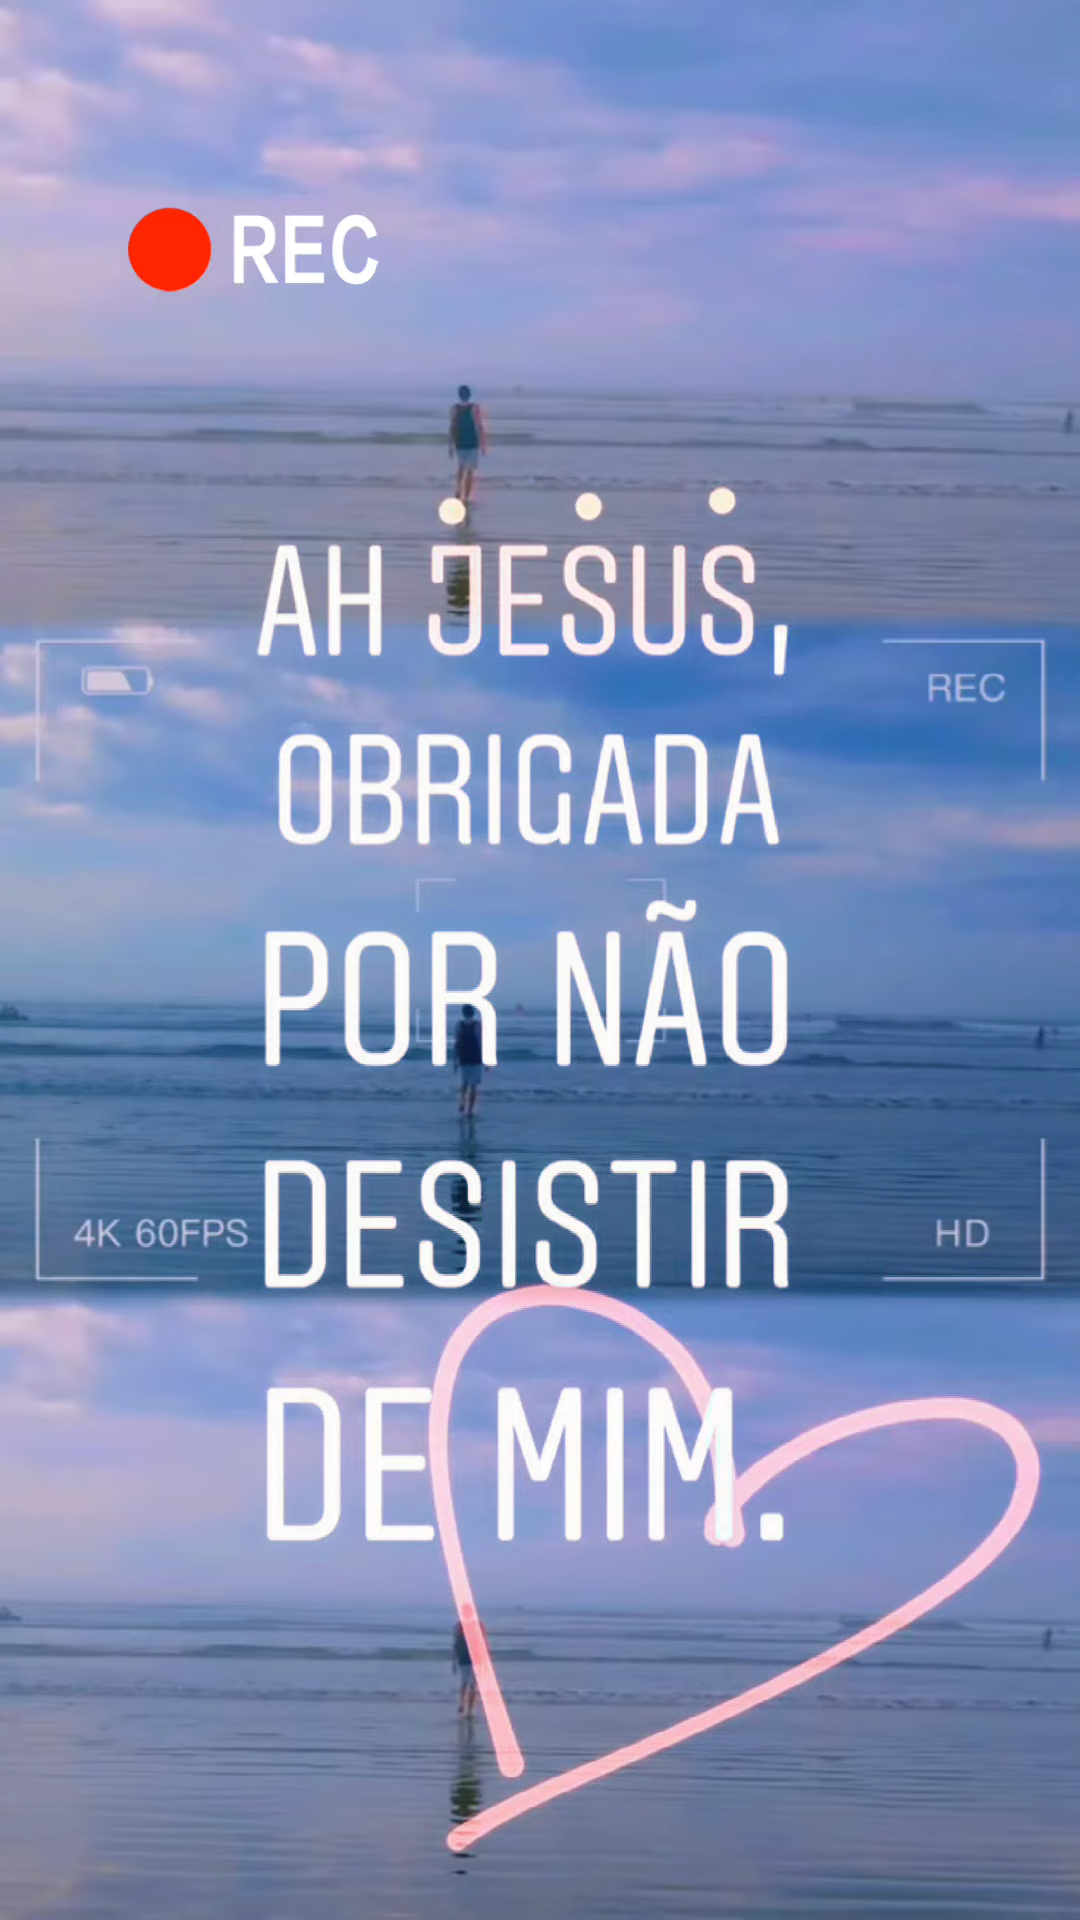 REC
AH JESUS,
REC
OBRIGADA
POR NÃO
DESISTIR
4K 60FPS
HD
DE MIM.